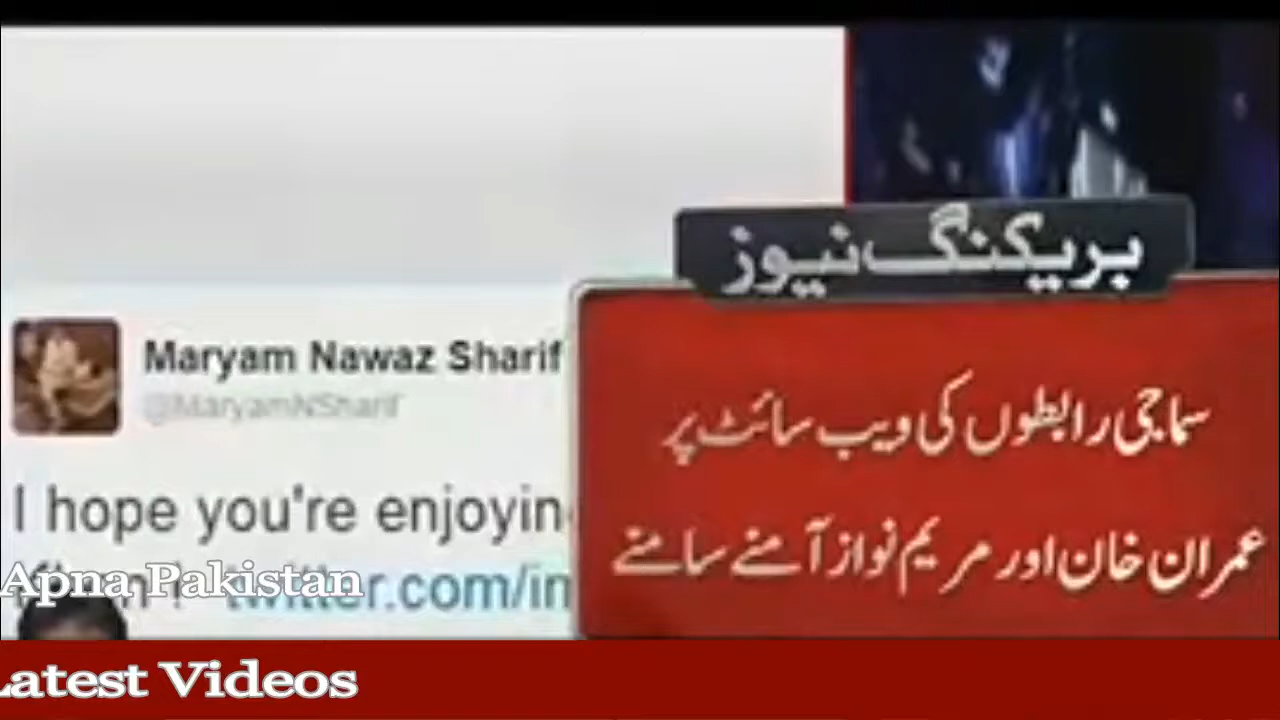 بریکنگ نیوز
Maryam Nawaz Sharif
@MaryamNSharif
سماجی رابطوں کی ویب سائٹ پر
I hope you're enjoyin
عمران خان اور مریم نواز آمنے سامنے
twitter.com/in
Apna Pakistan
Latest Videos